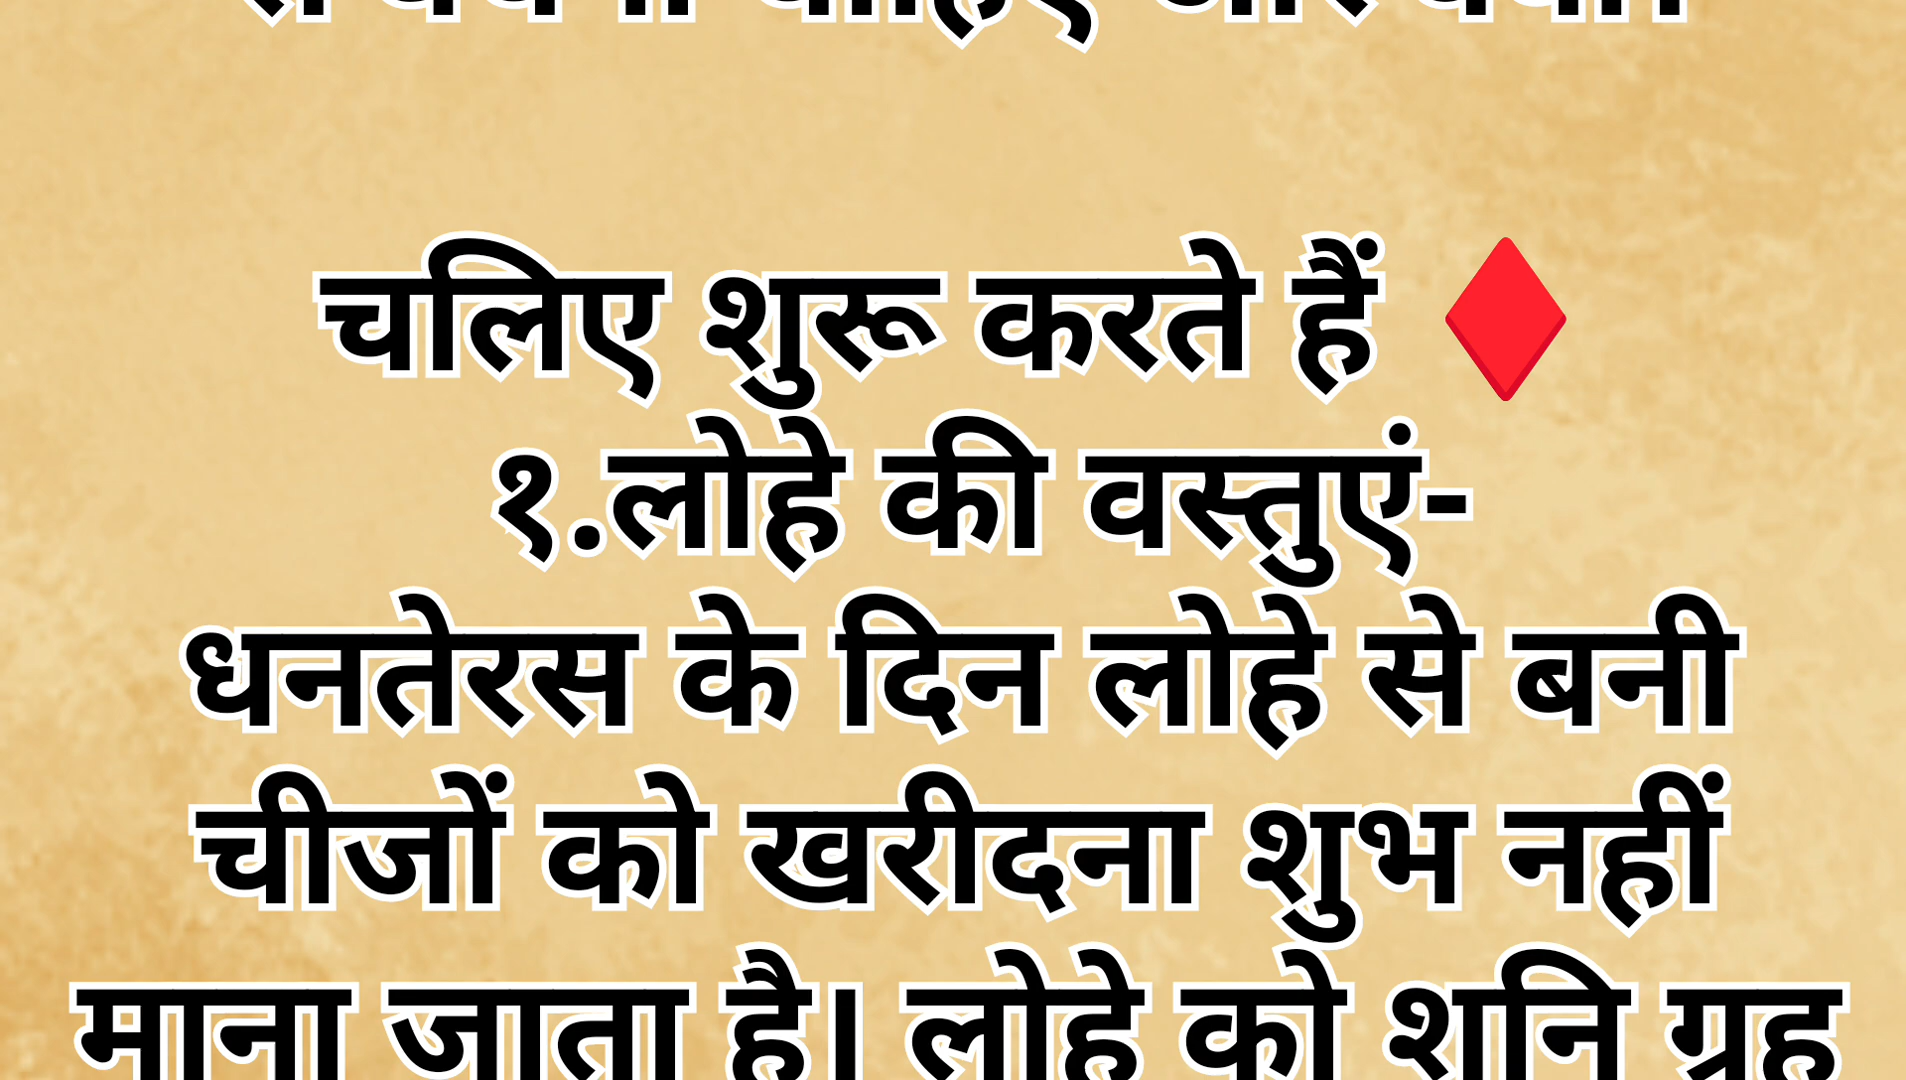 चलिए शुरू करते हैं ♦
१.लोहे की वस्तुएं-
धनतेरस के दिन लोहे से बनी
चीजों को खरीदना शुभ नहीं
माना जाता है। लोहे को शनि ग्रह